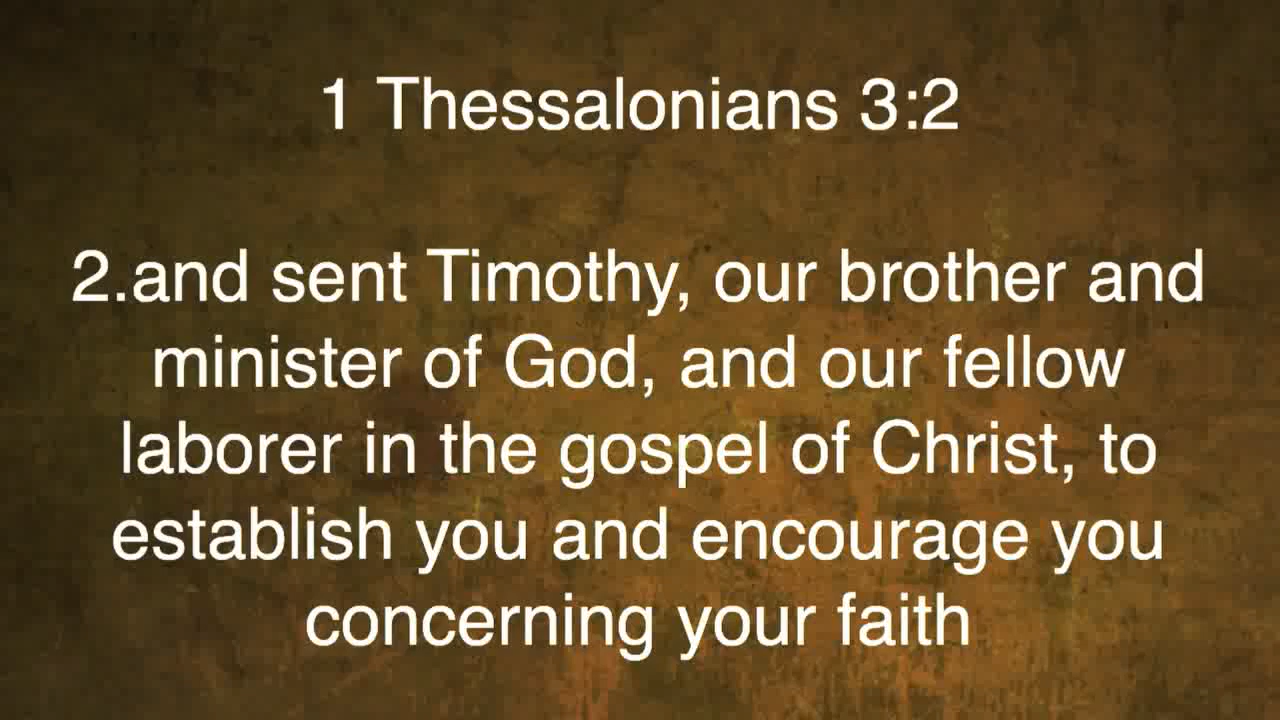 1 Thessalonians 3:2
2.and sent Timothy, our brother and
minister of God, and our fellow
laborer in the gospel of Christ, to
establish you and encourage you
concerning your faith